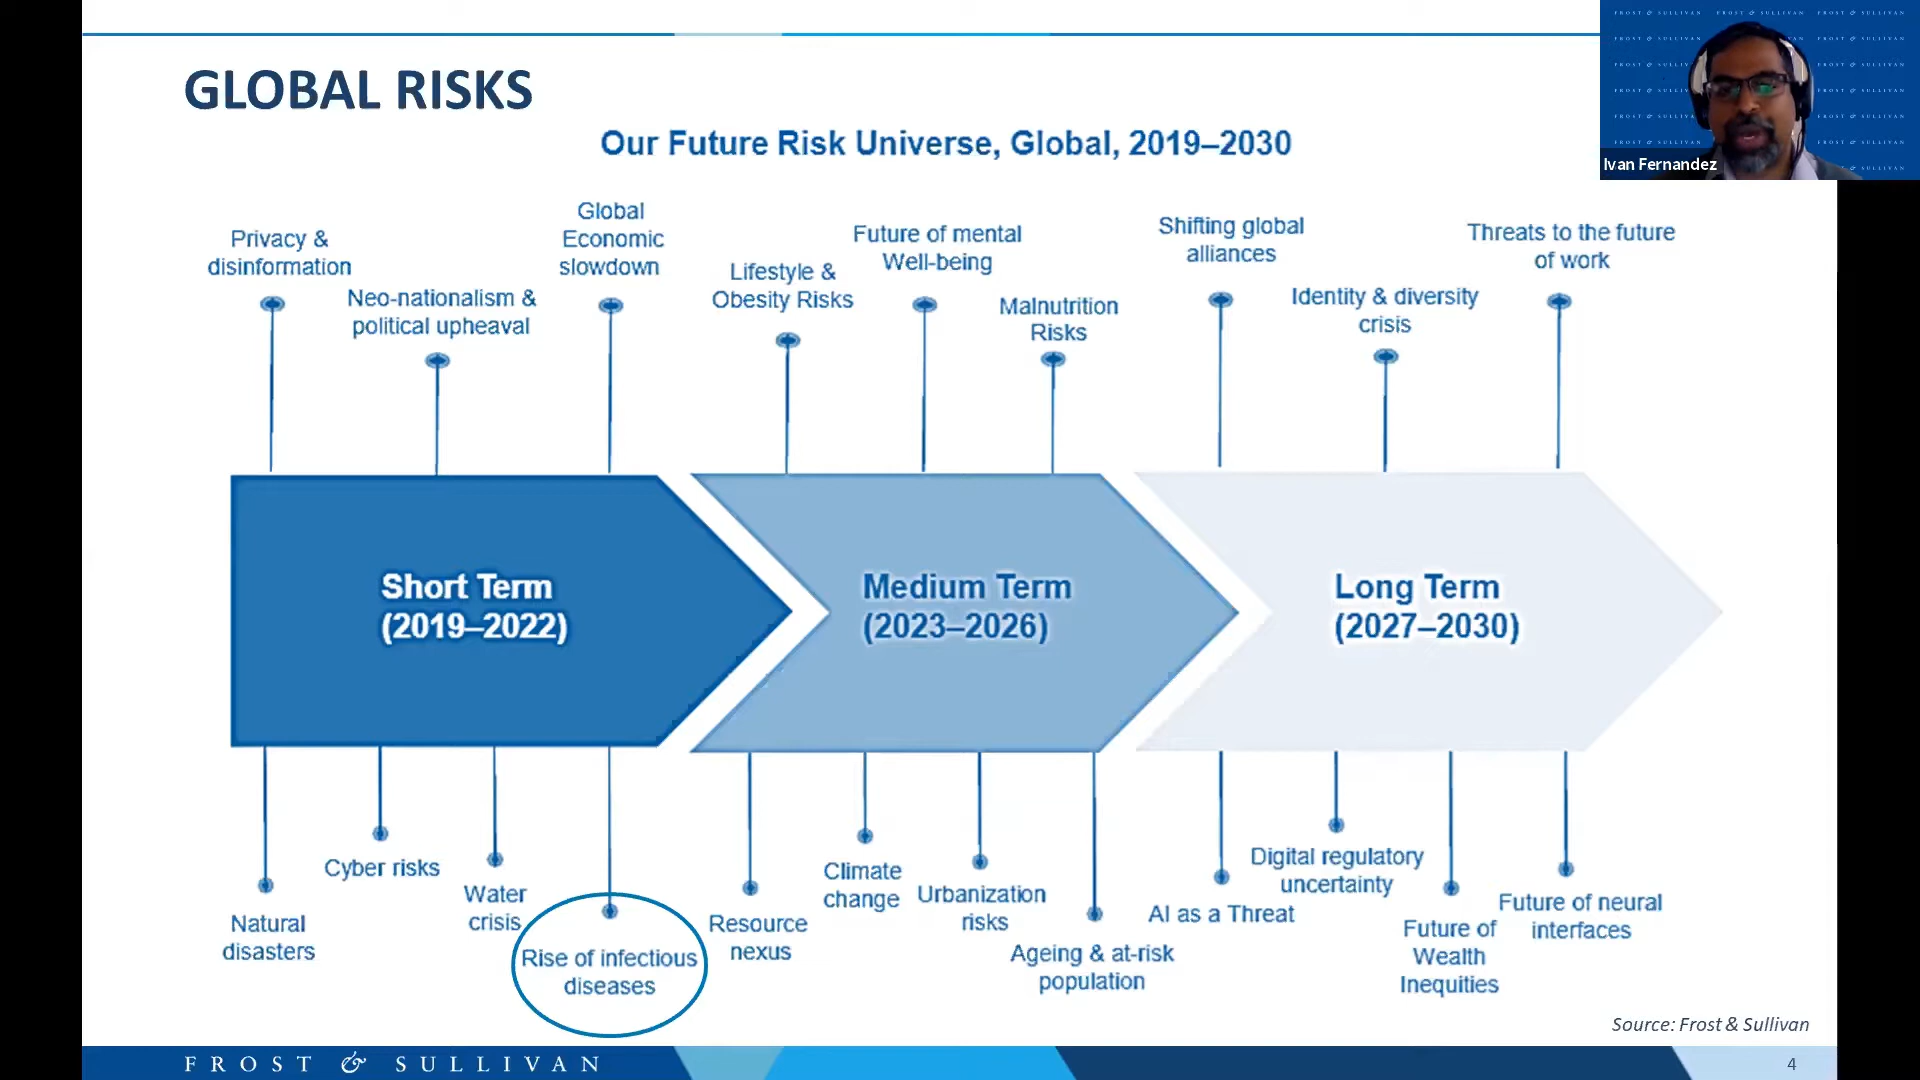 GLOBAL RISKS
Our Future Risk Universe, Global, 2019–2030
Ivan Fernandez
Privacy &
disinformation
Neo-nationalism &
political upheaval
Global
Economic
slowdown
Lifestyle &
Obesity Risks
Future of mental
Well-being
Malnutrition
Risks
Shifting global
alliances
Identity & diversity
crisis
Threats to the future
of work
Short Term
(2019–2022)
Medium Term
(2023–2026)
Long Term
(2027–2030)
Natural
disasters
Cyber risks
Water
crisis
Rise of infectious
diseases
Resource
nexus
Climate
change
Urbanization
risks
Ageing & at-risk
population
AI as a Threat
Digital regulatory
uncertainty
Future of
Wealth
Inequities
Future of neural
interfaces
Source: Frost & Sullivan
FROST & SULLIVAN
4